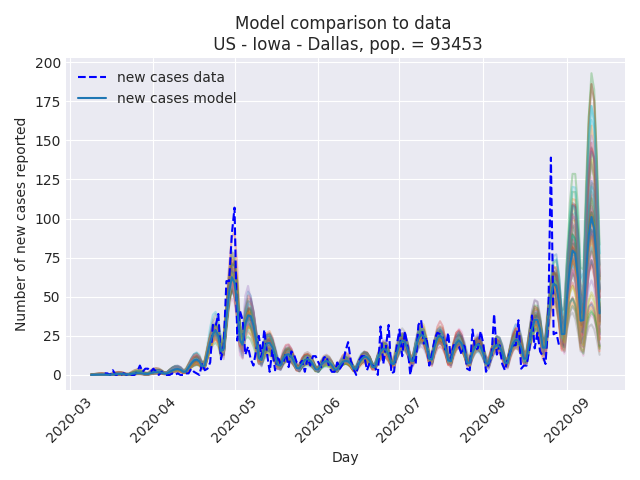 Model comparison to data
US - Iowa - Dallas, pop. = 93453
200
175
150
125
100
75
50
25
0
Number of new cases reported
new cases data
new cases model
2020-03
2020-04
2020-05
2020-06
2020-07
2020-08
2020-09
Day